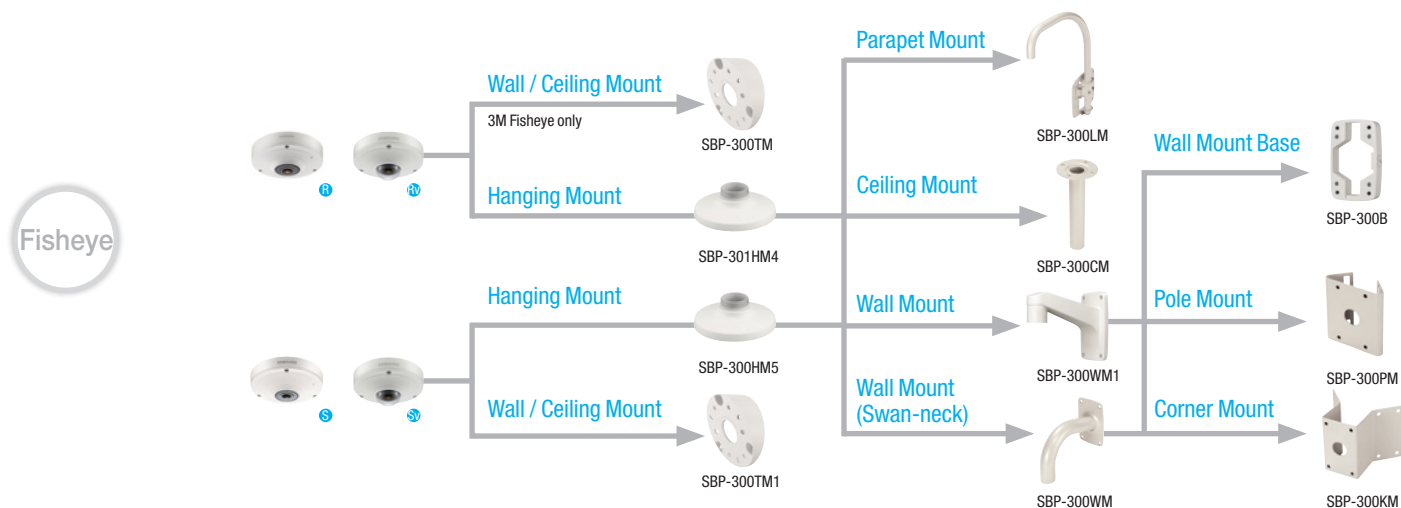 Fisheye
R
Rv
S
Sv
Wall / Ceiling Mount
3M Fisheye only
SBP-300TM
Hanging Mount
SBP-301HM4
Hanging Mount
SBP-300HM5
Wall / Ceiling Mount
SBP-300TM1
Parapet Mount
SBP-300LM
Ceiling Mount
SBP-300CM
Wall Mount
SBP-300WM1
Wall Mount
(Swan-neck)
SBP-300WM
Wall Mount Base
SBP-300B
Pole Mount
SBP-300PM
Corner Mount
SBP-300KM